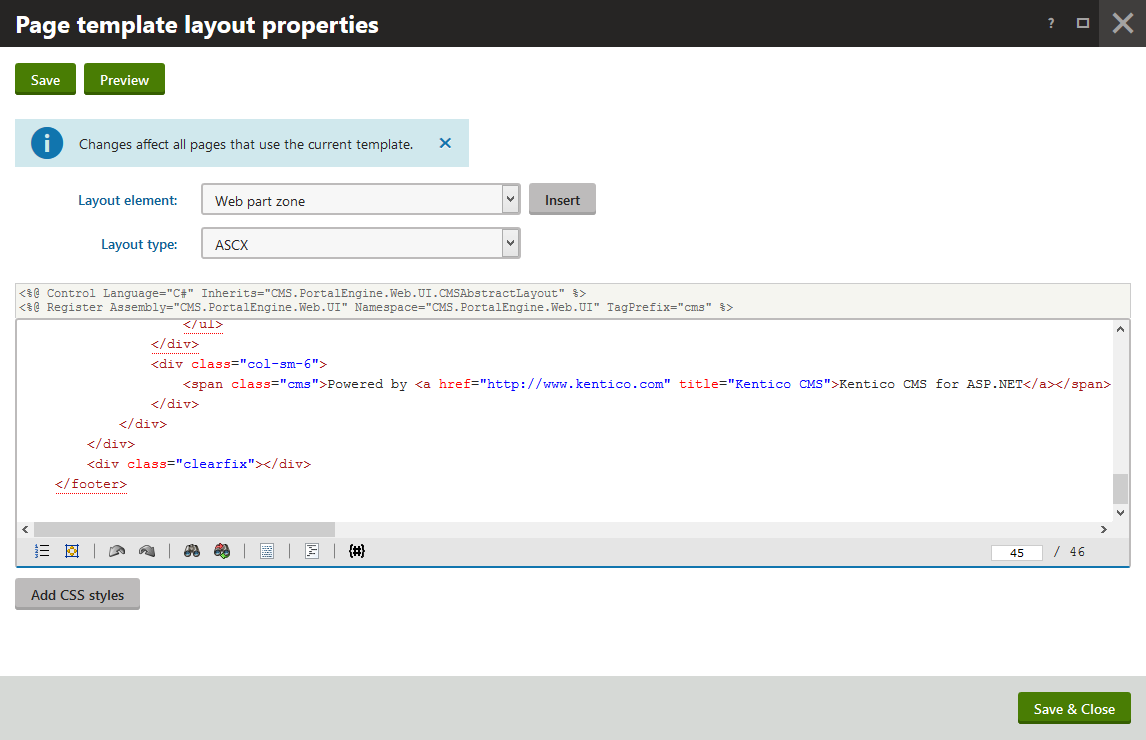 Page template layout properties ?
Save Preview
i Changes affect all pages that use the current template.
Layout element: Web part zone Insert
Layout type: ASCX
<%@ Control Language="C#" Inherits="CMS.PortalEngine.Web.UI.CMSAbstractLayout" %>
<%@ Register Assembly="CMS.PortalEngine.Web.UI" Namespace="CMS.PortalEngine.Web.UI" TagPrefix="cms" %>
</ul>
</div>
<div class="col-sm-6">
<span class="cms">Powered by <a href="http://www.kentico.com" title="Kentico CMS">Kentico CMS for ASP.NET</a></span>
</div>
</div>
</div>
<div class="clearfix"></div>
</footer>
{#} 45 / 46
Add CSS styles
Save & Close